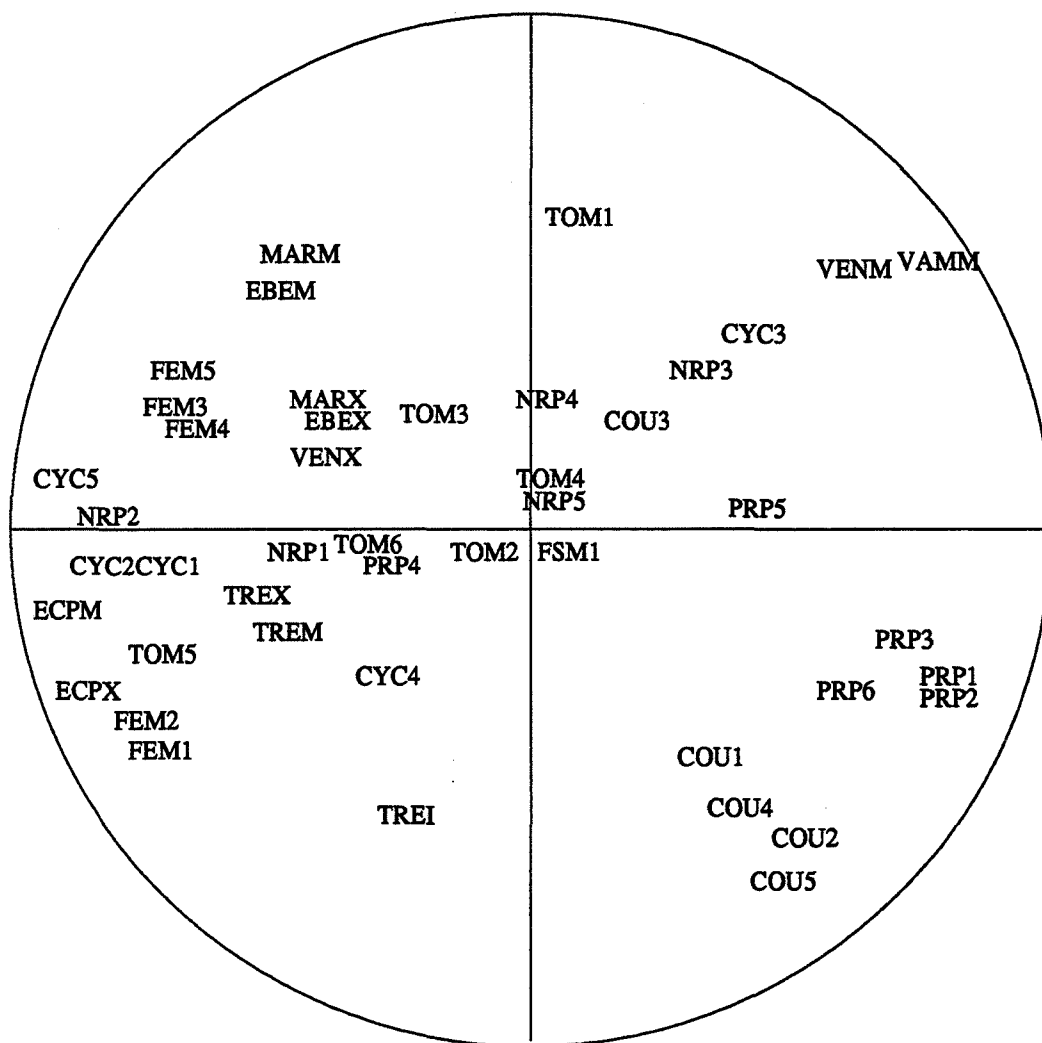 TOM1
MARM
VENM VAMM
EBEM
CYC3
FEM5
NRP3
FEM3 MARX TOM3 NRP4
FEM4 EBEX COU3
VENX
CYC5 TOM4
NRP5
NRP2 PRP5
NRP1 TOM6 TOM2 FSM1
CYC2CYC1 PRP4
TREX
ECPM
TREM
PRP3
TOM5
CYC4 PRP1
ECPX PRP6 PRP2
FEM2
FEM1 COU1
TREI COU4
COU2
COU5